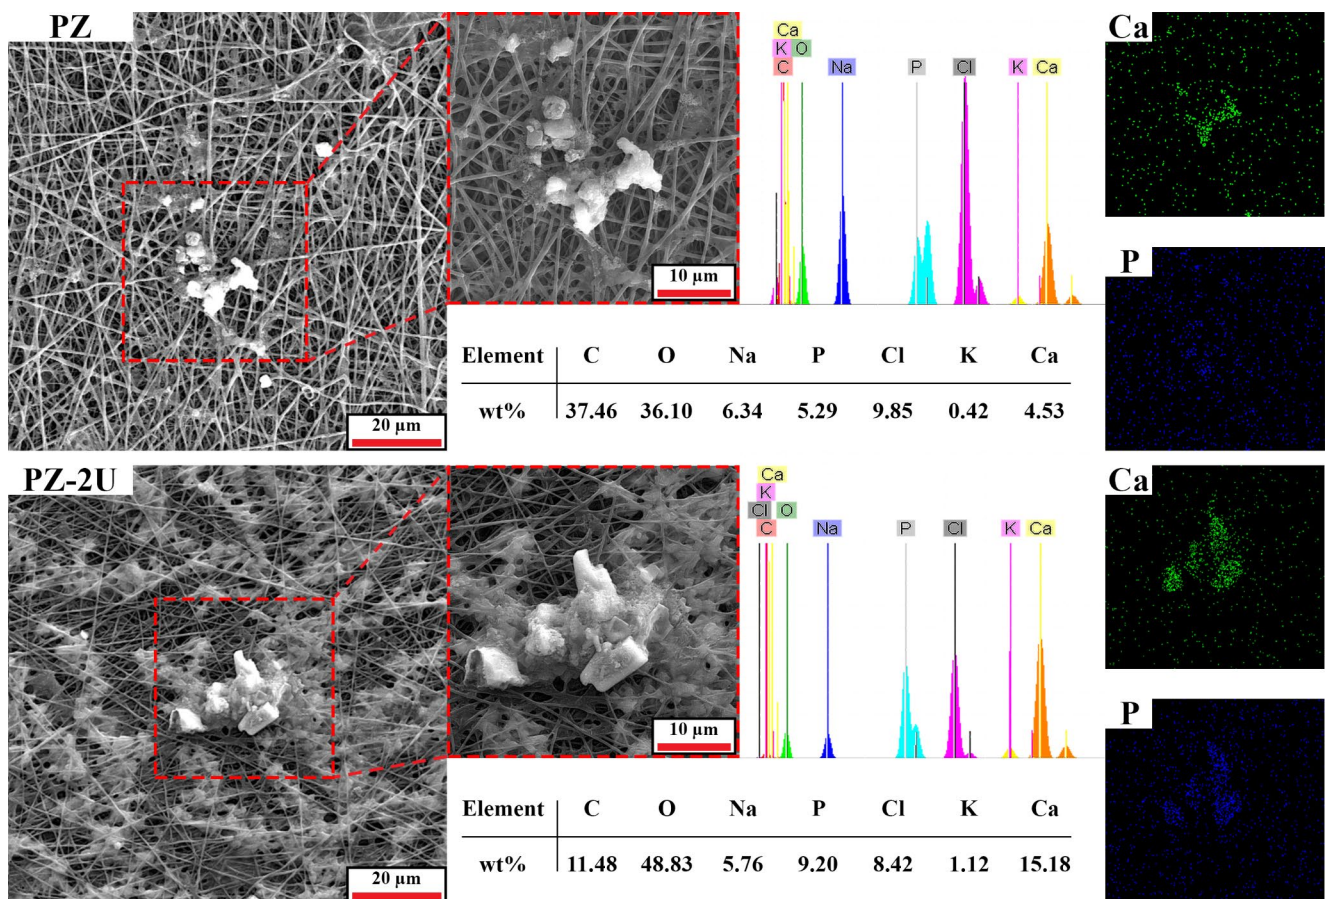 PZ
10 µm
20 µm
Ca
K O
C Na P Cl K Ca
Element C O Na P Cl K Ca
wt% 37.46 36.10 6.34 5.29 9.85 0.42 4.53
Ca
P
PZ-2U
10 µm
20 µm
Ca
K
Cl O
C Na P Cl K Ca
Element C O Na P Cl K Ca
wt% 11.48 48.83 5.76 9.20 8.42 1.12 15.18
Ca
P